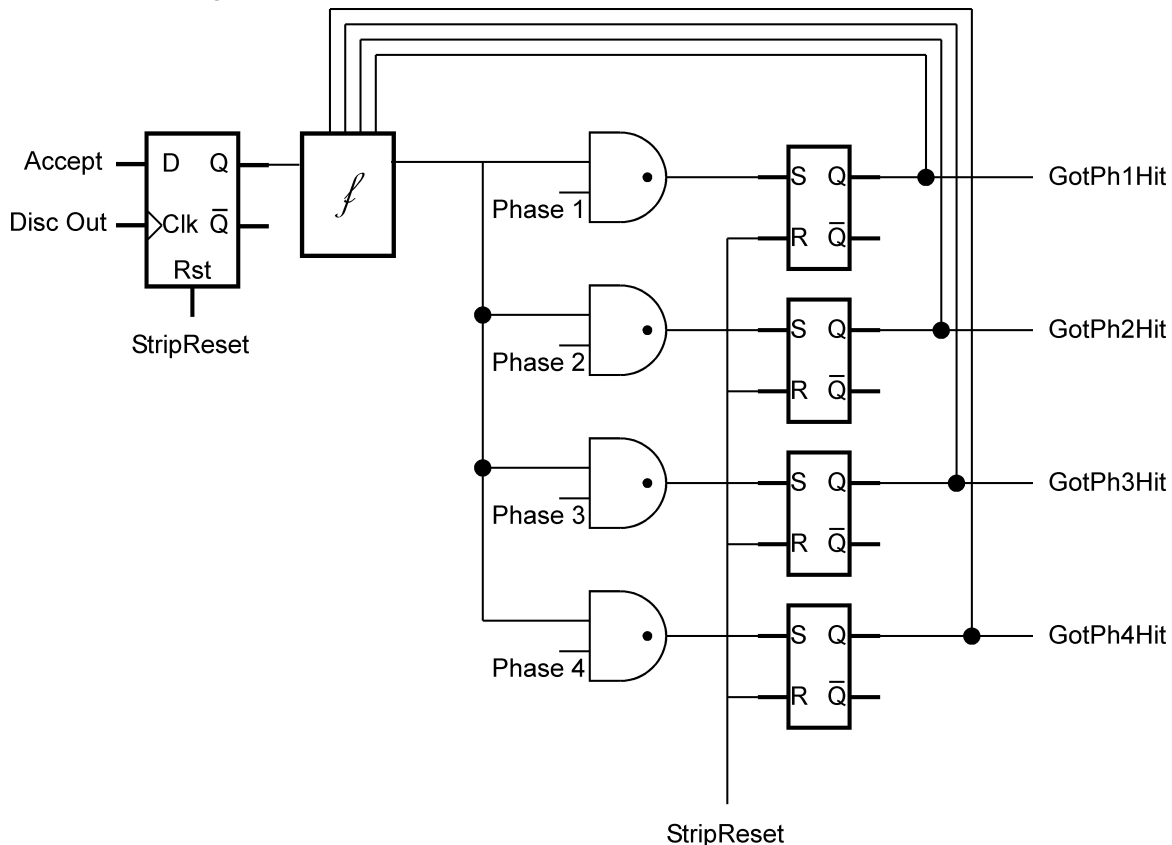 Accept
D Q
Disc Out
Clk Q̅
Rst
StripReset
f
Phase 1
S Q
R Q̅
GotPh1Hit
Phase 2
S Q
R Q̅
GotPh2Hit
Phase 3
S Q
R Q̅
GotPh3Hit
Phase 4
S Q
R Q̅
GotPh4Hit
StripReset